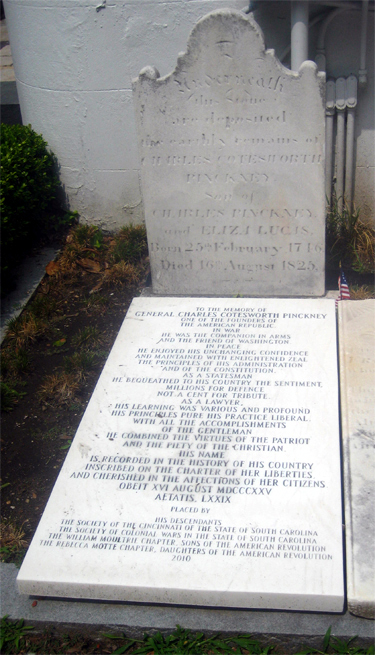 Underneath
this Stone
are deposited
the earthly remains of
CHARLES COTESWORTH
PINCKNEY
Son of
CHARLES PINCKNEY
and ELIZA LUCAS.
Born 25th February 1746
Died 16th August 1825.
TO THE MEMORY OF
GENERAL CHARLES COTESWORTH PINCKNEY
ONE OF THE FOUNDERS OF
THE AMERICAN REPUBLIC.
IN WAR
HE WAS THE COMPANION IN ARMS
AND THE FRIEND OF WASHINGTON.
IN PEACE
HE ENJOYED HIS UNCHANGING CONFIDENCE
AND MAINTAINED WITH ENLIGHTENED ZEAL
THE PRINCIPLES OF HIS ADMINISTRATION
AND OF THE CONSTITUTION.
AS A STATESMAN
HE BEQUEATHED TO HIS COUNTRY THE SENTIMENT,
MILLIONS FOR DEFENCE
NOT A CENT FOR TRIBUTE.
AS A LAWYER,
HIS LEARNING WAS VARIOUS AND PROFOUND
HIS PRINCIPLES PURE HIS PRACTICE LIBERAL.
WITH ALL THE ACCOMPLISHMENTS
OF THE GENTLEMAN
HE COMBINED THE VIRTUES OF THE PATRIOT
AND THE PIETY OF THE CHRISTIAN.
HIS NAME
IS RECORDED IN THE HISTORY OF HIS COUNTRY
INSCRIBED ON THE CHARTER OF HER LIBERTIES,
AND CHERISHED IN THE AFFECTIONS OF HER CITIZENS
OBEIT XVI AUGUST MDCCCXXV
AETATIS. LXXIX
PLACED BY
HIS DESCENDANTS
THE SOCIETY OF THE CINCINNATI OF THE STATE OF SOUTH CAROLINA
THE SOCIETY OF COLONIAL WARS IN THE STATE OF SOUTH CAROLINA
THE WILLIAM MOULTRIE CHAPTER, SONS OF THE AMERICAN REVOLUTION
THE REBECCA MOTTE CHAPTER, DAUGHTERS OF THE AMERICAN REVOLUTION
2010